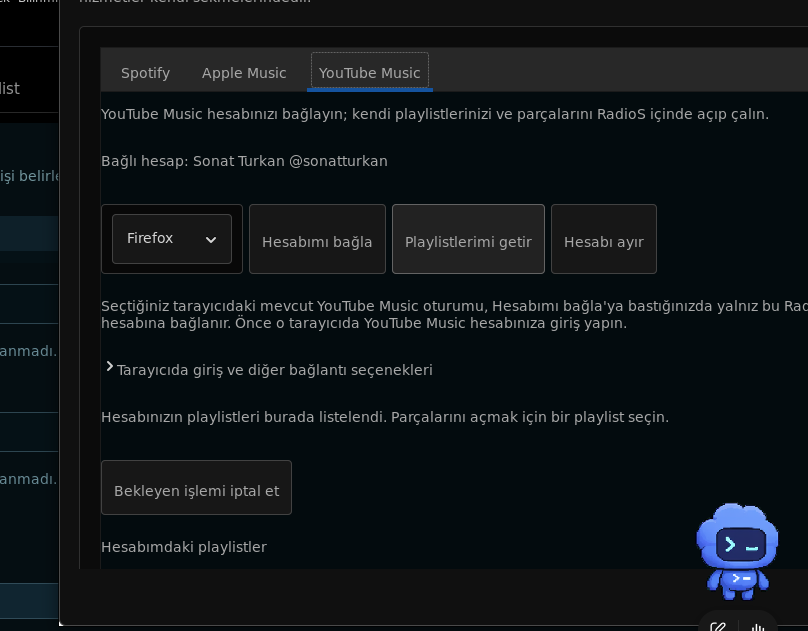 list
işi belirle
anmadı.
anmadı.
Spotify
Apple Music
YouTube Music
YouTube Music hesabınızı bağlayın; kendi playlistlerinizi ve parçalarını RadioS içinde açıp çalın.
Bağlı hesap: Sonat Turkan @sonatturkan
Firefox
Hesabımı bağla
Playlistlerimi getir
Hesabı ayır
Seçtiğiniz tarayıcıdaki mevcut YouTube Music oturumu, Hesabımı bağla'ya bastığınızda yalnız bu Rad
hesabına bağlanır. Önce o tarayıcıda YouTube Music hesabınıza giriş yapın.
Tarayıcıda giriş ve diğer bağlantı seçenekleri
Hesabınızın playlistleri burada listelendi. Parçalarını açmak için bir playlist seçin.
Bekleyen işlemi iptal et
Hesabımdaki playlistler